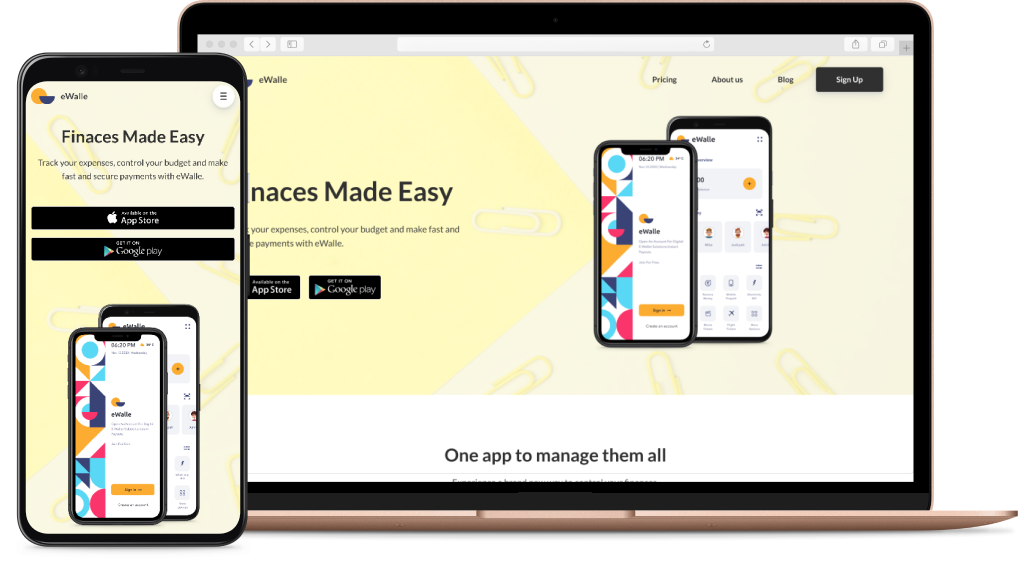 eWalle
Finaces Made Easy
Track your expenses, control your budget and make
fast and secure payments with eWalle.
Available on the
App Store
GET IT ON
Google play
eWalle
06:20 PM
eWalle
Sign in →
Create an account
eWalle
Pricing
About us
Blog
Sign Up
inaces Made Easy
your expenses, control your budget and make fast and
payments with eWalle.
Available on the
App Store
GET IT ON
Google play
eWalle
06:20 PM
eWalle
Sign in →
Create an account
One app to manage them all